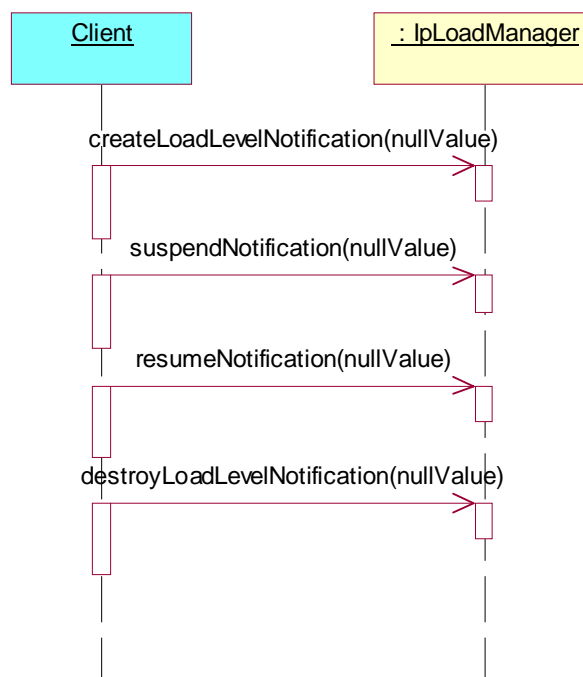 Client
: IpLoadManager
createLoadLevelNotification(nullValue)
suspendNotification(nullValue)
resumeNotification(nullValue)
destroyLoadLevelNotification(nullValue)